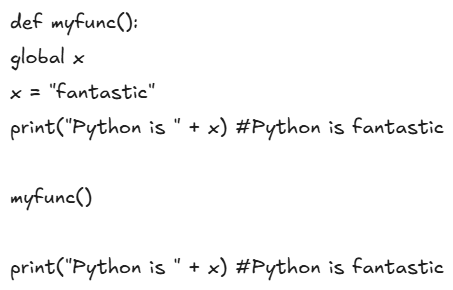 def myfunc():
global x
x = "fantastic"
print("Python is " + x) #Python is fantastic
myfunc()
print("Python is " + x) #Python is fantastic